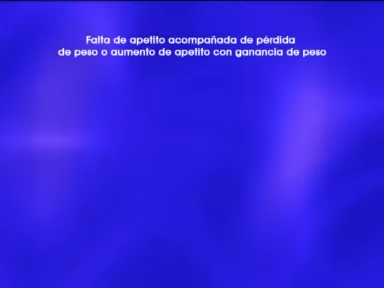 Falta de apetito acompañada de pérdida
de peso o aumento de apetito con ganancia de peso